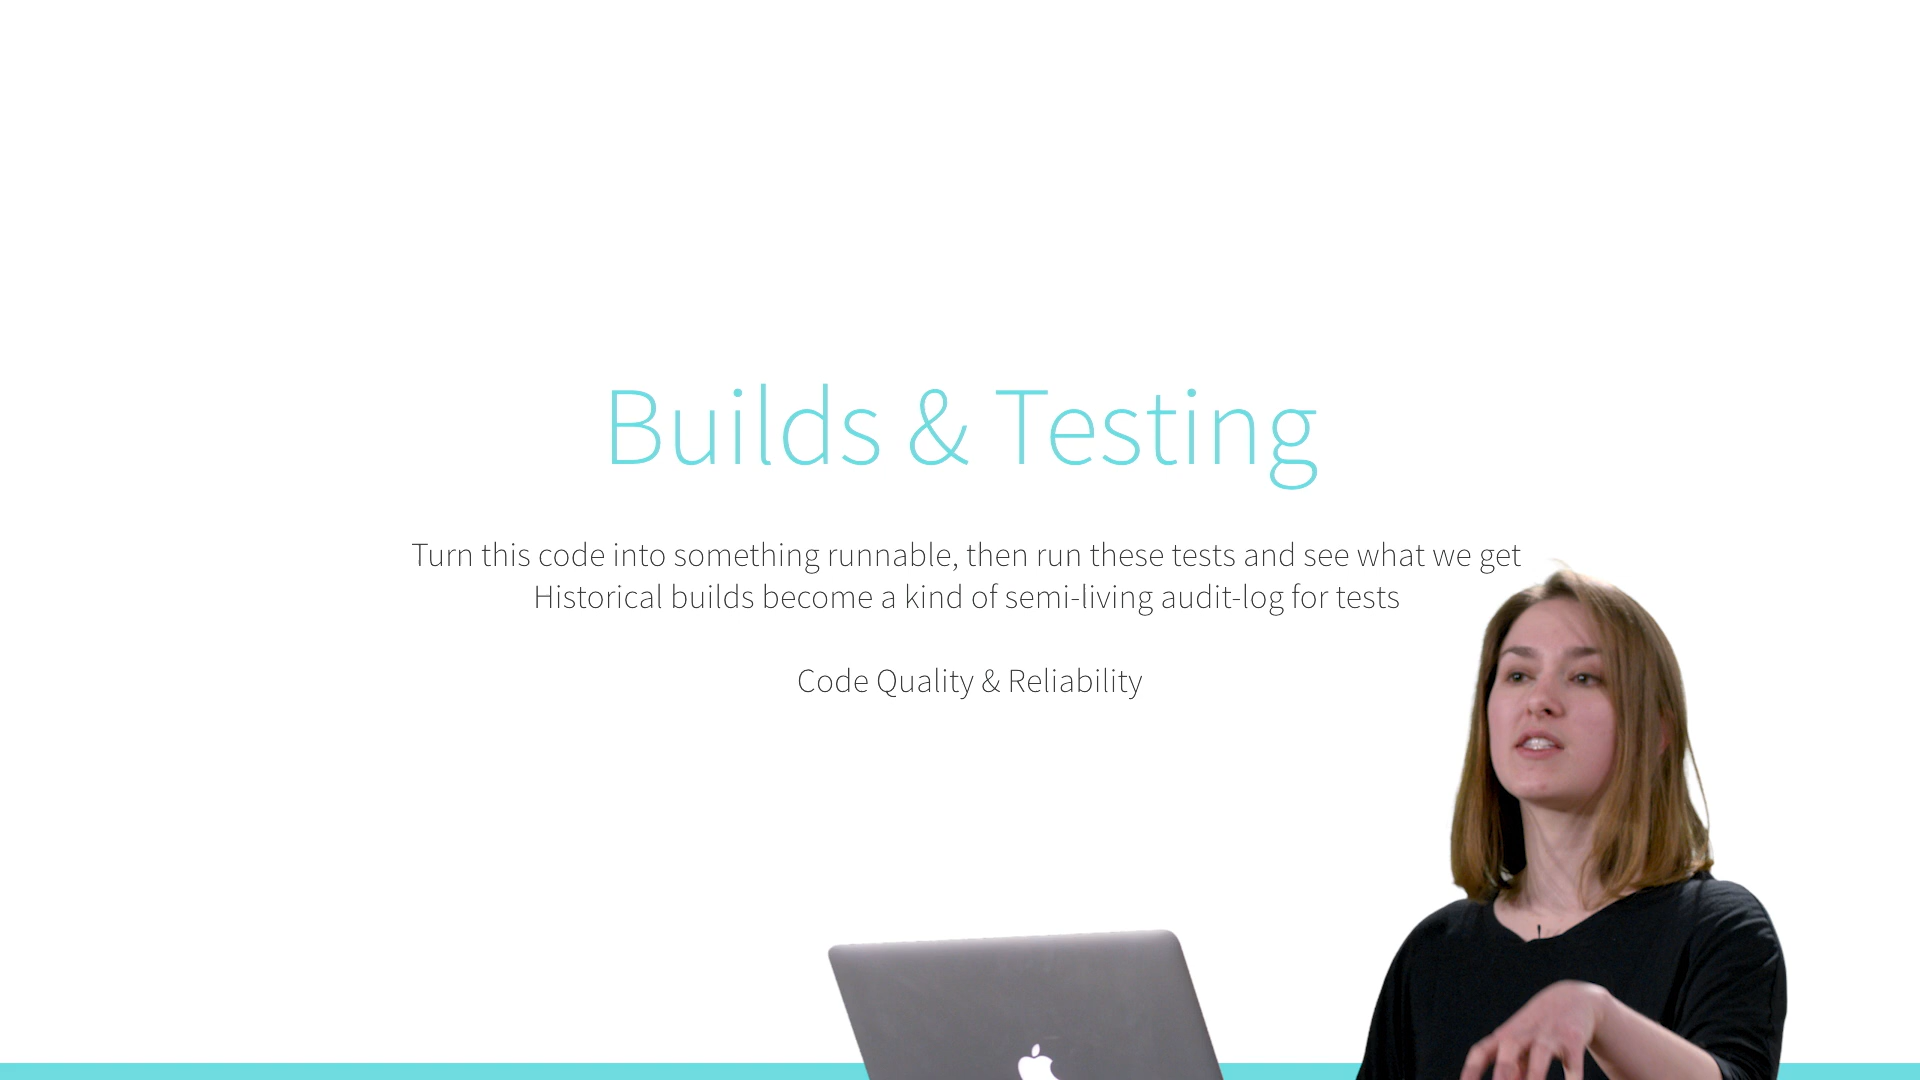 Builds & Testing
Turn this code into something runnable, then run these tests and see what we get
Historical builds become a kind of semi-living audit-log for tests
Code Quality & Reliability